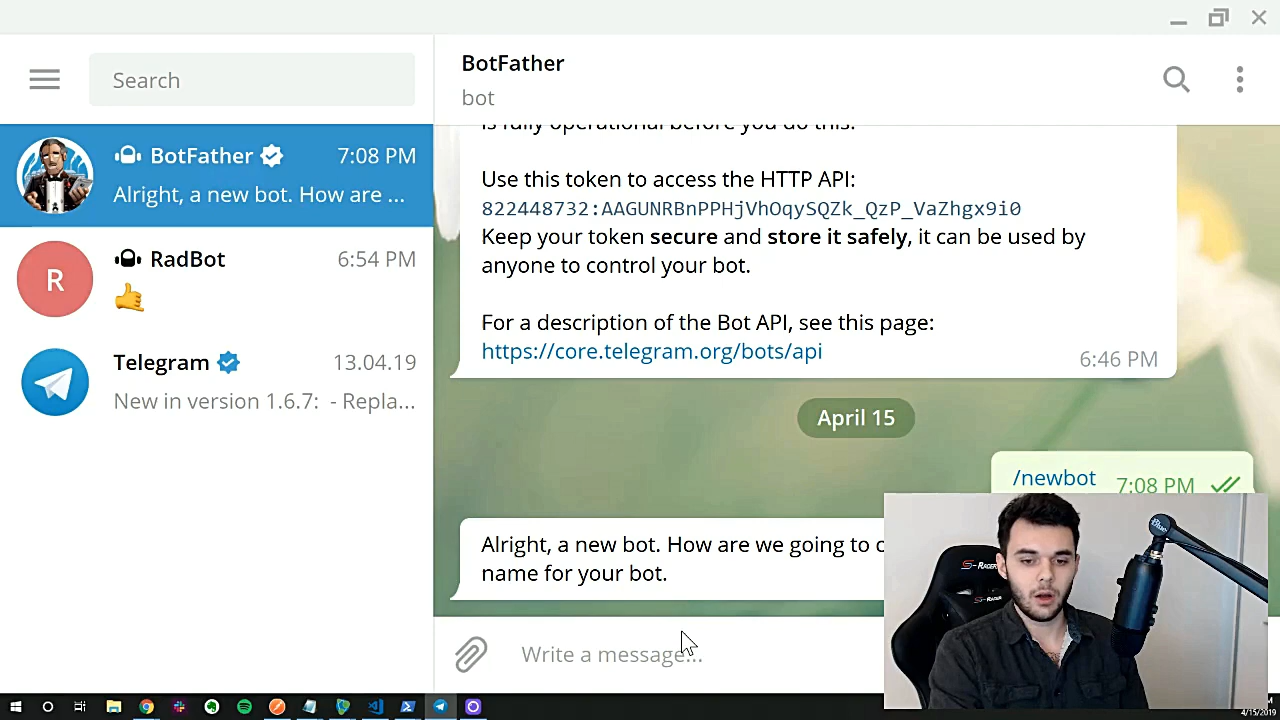 Search
BotFather
bot
BotFather 7:08 PM
Alright, a new bot. How are ...
RadBot 6:54 PM
R
Telegram 13.04.19
New in version 1.6.7: - Repla...
is fully operational before you do this.
Use this token to access the HTTP API:
822448732:AAGUNRBnPPHjVhOqySQZk_QzP_VaZhgx9i0
Keep your token secure and store it safely, it can be used by
anyone to control your bot.
For a description of the Bot API, see this page:
https://core.telegram.org/bots/api
6:46 PM
April 15
/newbot 7:08 PM
Alright, a new bot. How are we going to
name for your bot.
Write a message...
Blue
S-RACER
4/15/2019